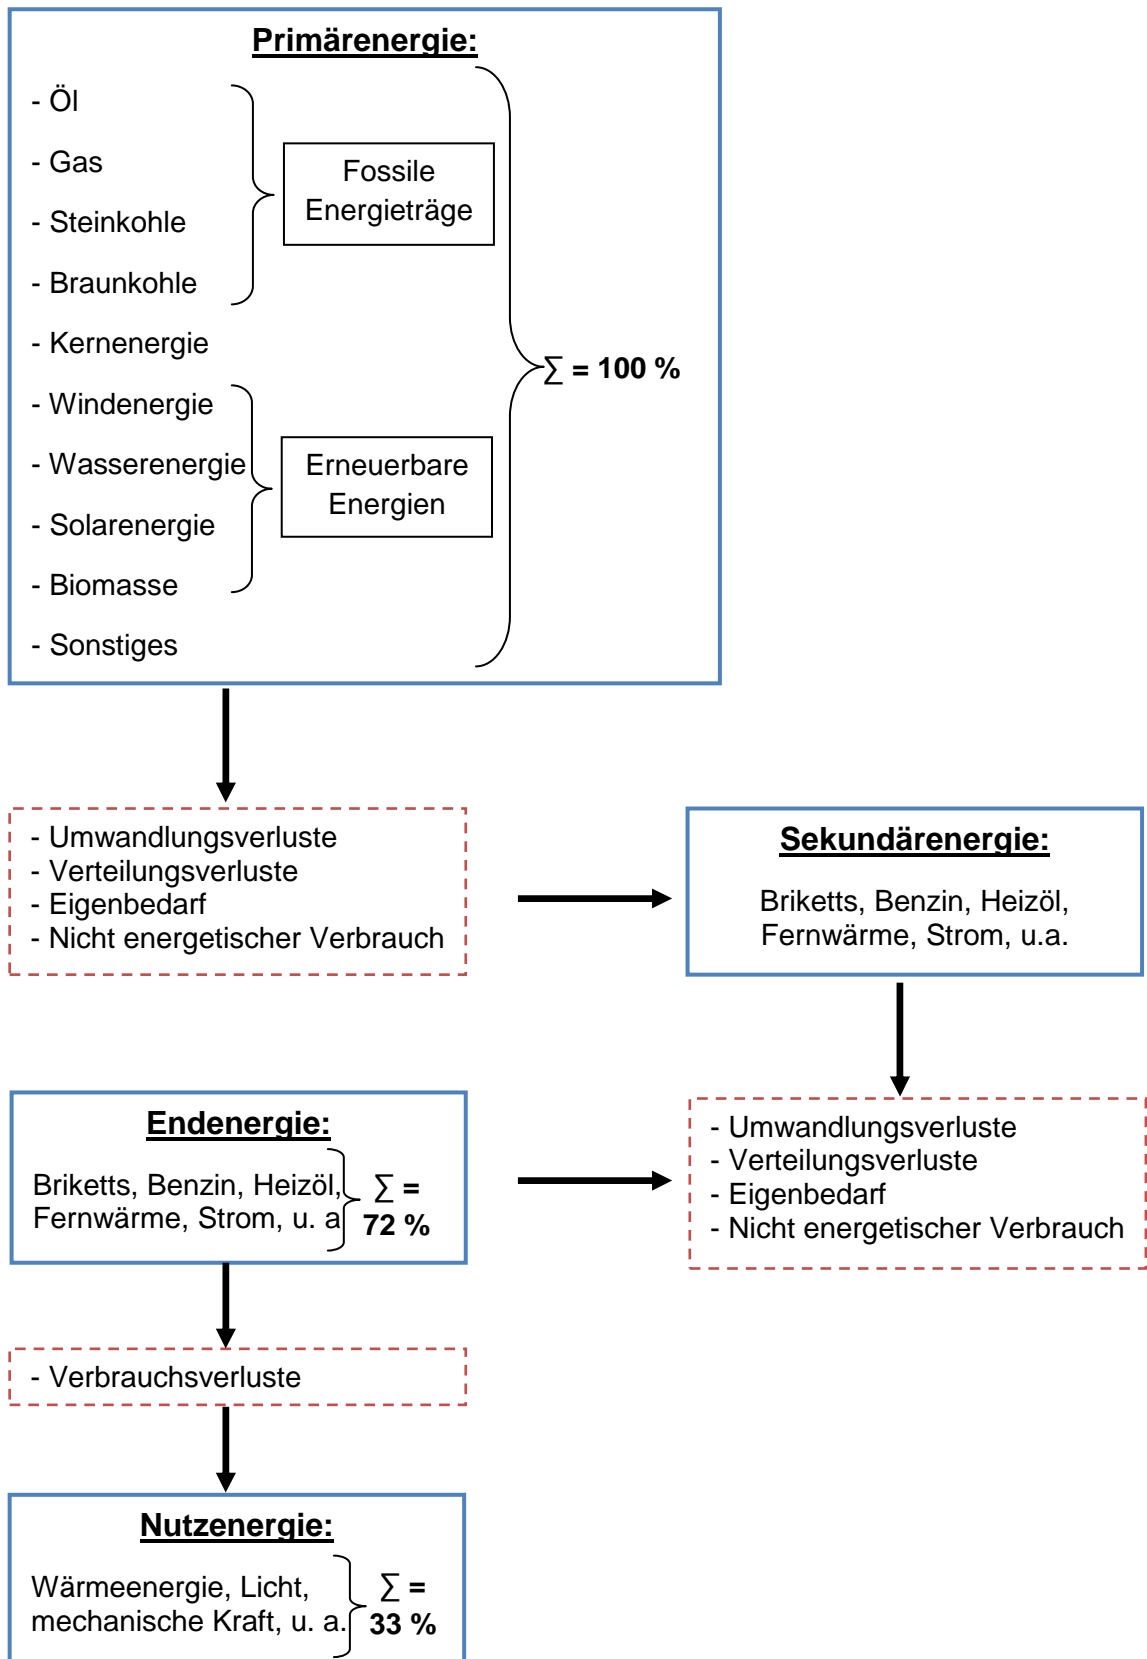 Primärenergie:
- Öl
- Gas
- Steinkohle
- Braunkohle
Fossile
Energieträge
- Kernenergie
- Windenergie
- Wasserenergie
- Solarenergie
- Biomasse
Erneuerbare
Energien
- Sonstiges
∑ = 100 %
- Umwandlungsverluste
- Verteilungsverluste
- Eigenbedarf
- Nicht energetischer Verbrauch
Sekundärenergie:
Briketts, Benzin, Heizöl,
Fernwärme, Strom, u.a.
- Umwandlungsverluste
- Verteilungsverluste
- Eigenbedarf
- Nicht energetischer Verbrauch
Endenergie:
Briketts, Benzin, Heizöl,
Fernwärme, Strom, u. a
∑ =
72 %
- Verbrauchsverluste
Nutzenergie:
Wärmeenergie, Licht,
mechanische Kraft, u. a.
∑ =
33 %